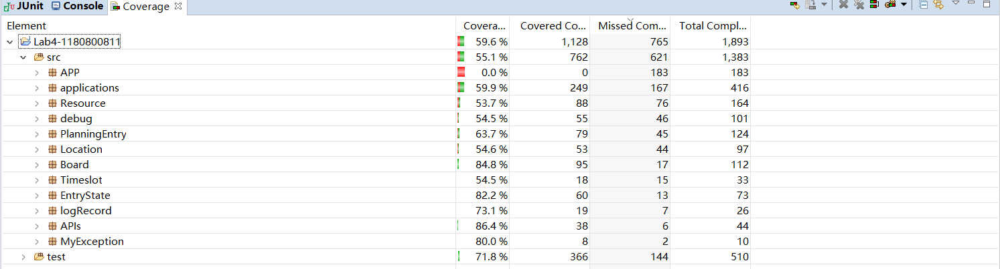 JUnit Console Coverage
Element Covera... Covered Co... Missed Com... Total Compl...
Lab4-1180800811 59.6 % 1,128 765 1,893
src 55.1 % 762 621 1,383
APP 0.0 % 0 183 183
applications 59.9 % 249 167 416
Resource 53.7 % 88 76 164
debug 54.5 % 55 46 101
PlanningEntry 63.7 % 79 45 124
Location 54.6 % 53 44 97
Board 84.8 % 95 17 112
Timeslot 54.5 % 18 15 33
EntryState 82.2 % 60 13 73
logRecord 73.1 % 19 7 26
APIs 86.4 % 38 6 44
MyException 80.0 % 8 2 10
test 71.8 % 366 144 510